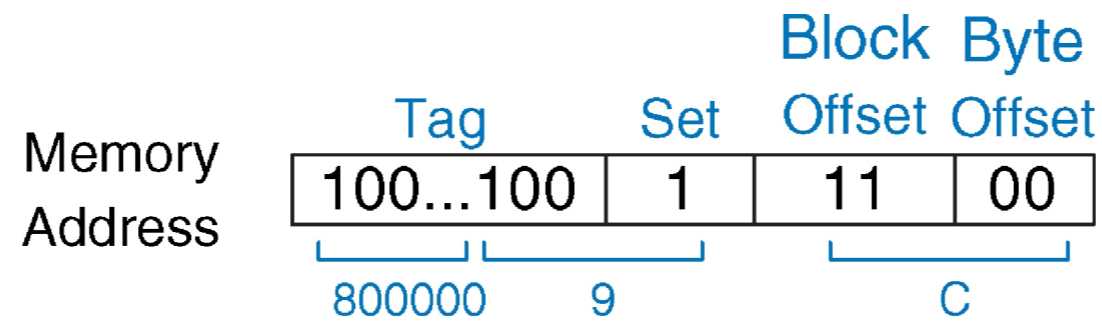 Block Byte
Tag Set Offset Offset
Memory Address 100...100 1 11 00
800000 9 C